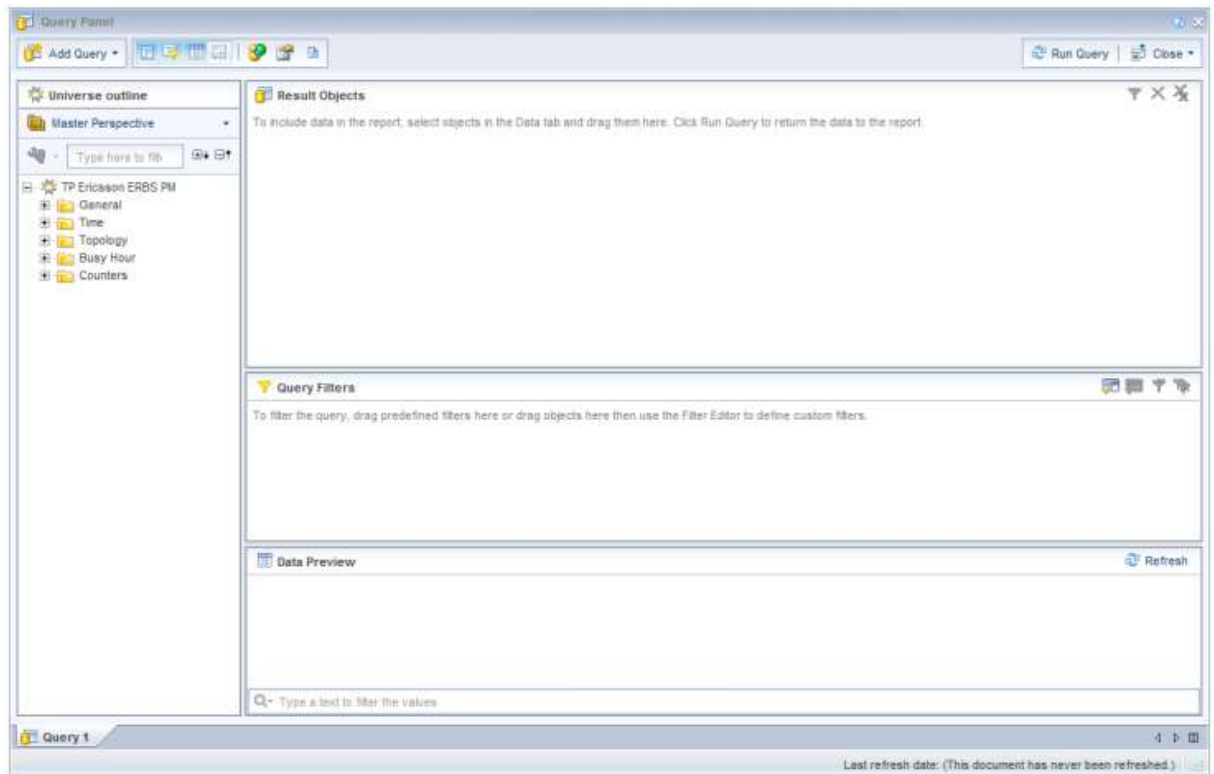 Query Panel
Add Query
Run Query
Close
Universe outline
Master Perspective
Type here to filt
TP Ericsson ERBS PM
General
Time
Topology
Busy Hour
Counters
Result Objects
To include data in the report, select objects in the Data tab and drag them here. Click Run Query to return the data to the report.
Query Filters
To filter the query, drag predefined filters here or drag objects here then use the Filter Editor to define custom filters.
Data Preview
Refresh
Type a text to filter the values
Query 1
Last refresh date: (This document has never been refreshed.)